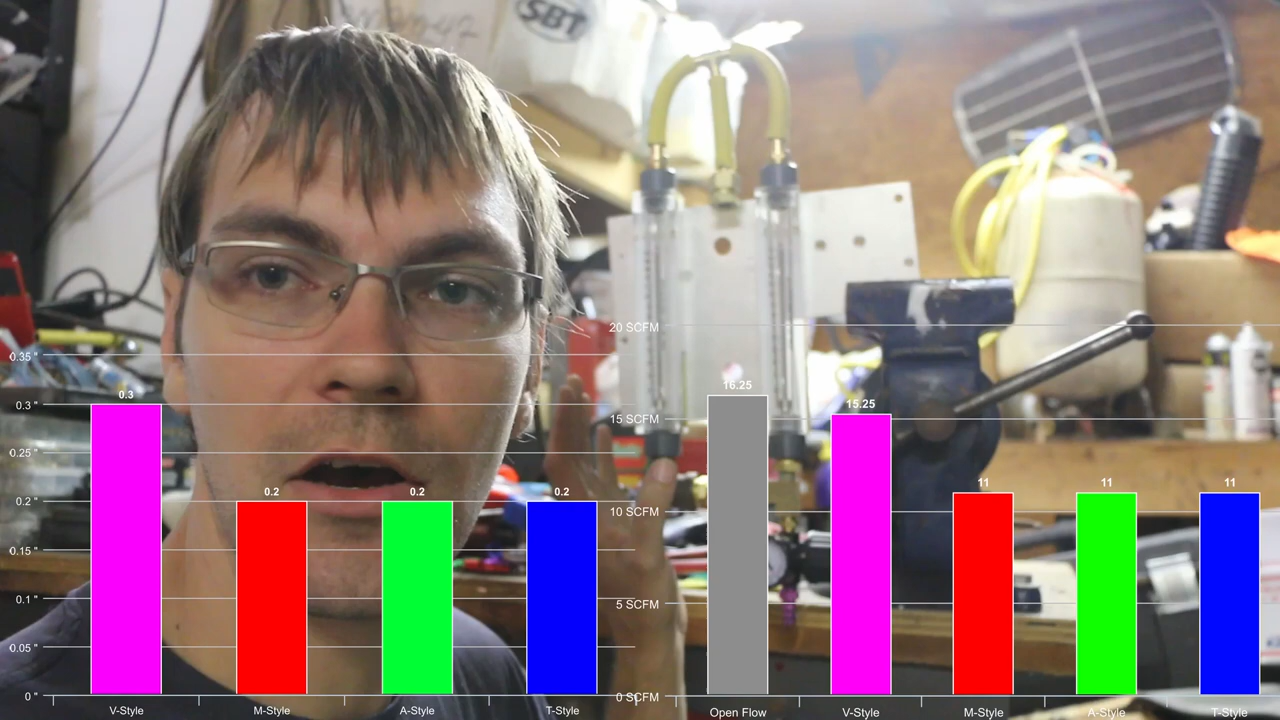 SBT
20 SCFM
0.35 "
16.25
0.3
0.3 "
15.25
15 SCFM
0.25 "
0.2
0.2
0.2
11
11
11
0.2 "
10 SCFM
0.15 "
0.1 "
5 SCFM
0.05 "
0 "
0 SCFM
V-Style
M-Style
A-Style
T-Style
Open Flow
V-Style
M-Style
A-Style
T-Style